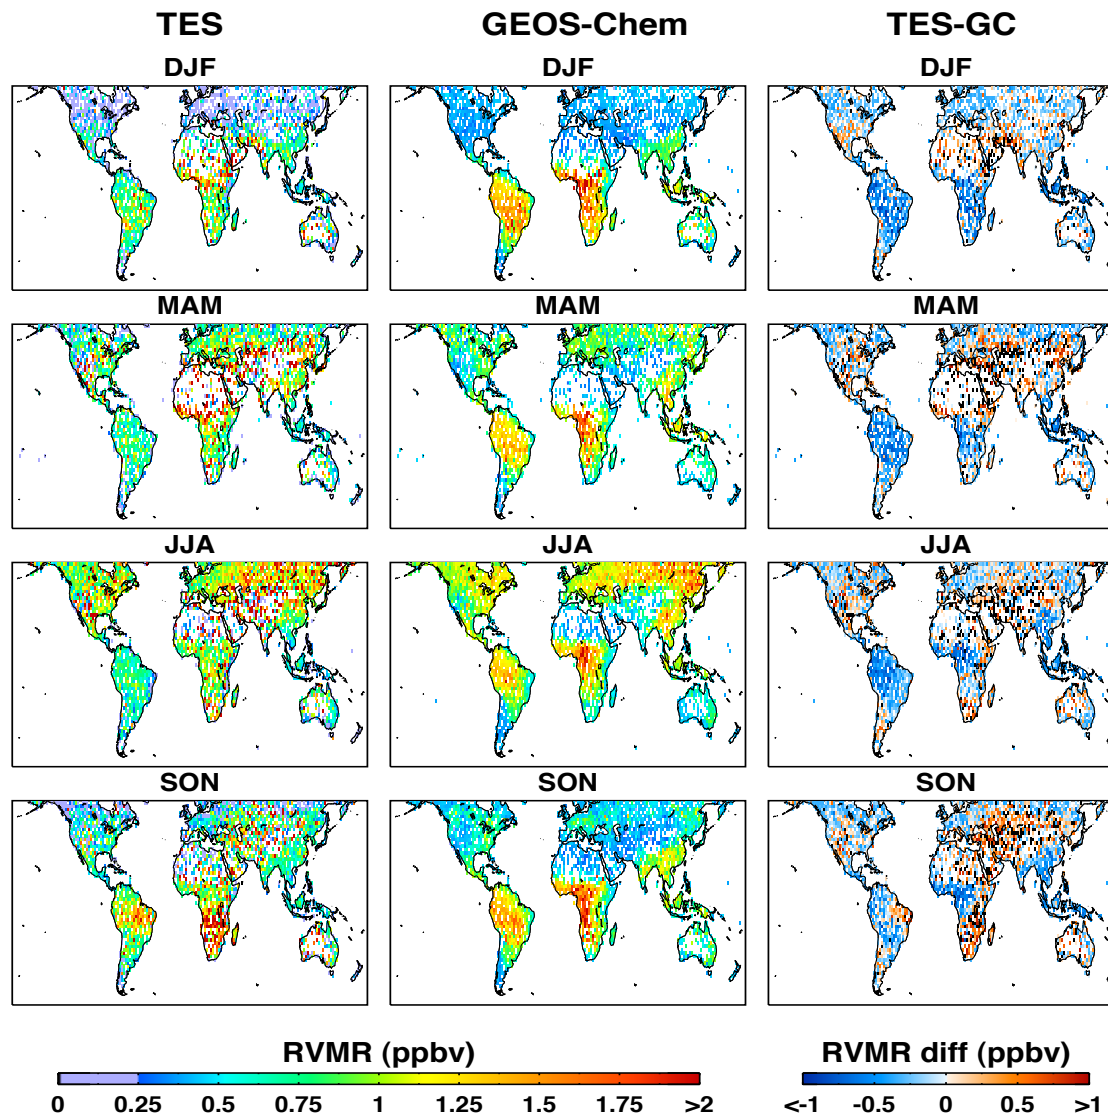 TES GEOS-Chem TES-GC
DJF DJF DJF
MAM MAM MAM
JJA JJA JJA
SON SON SON
RVMR (ppbv) RVMR diff (ppbv)
0 0.25 0.5 0.75 1 1.25 1.5 1.75 >2 <-1 -0.5 0 0.5 >1